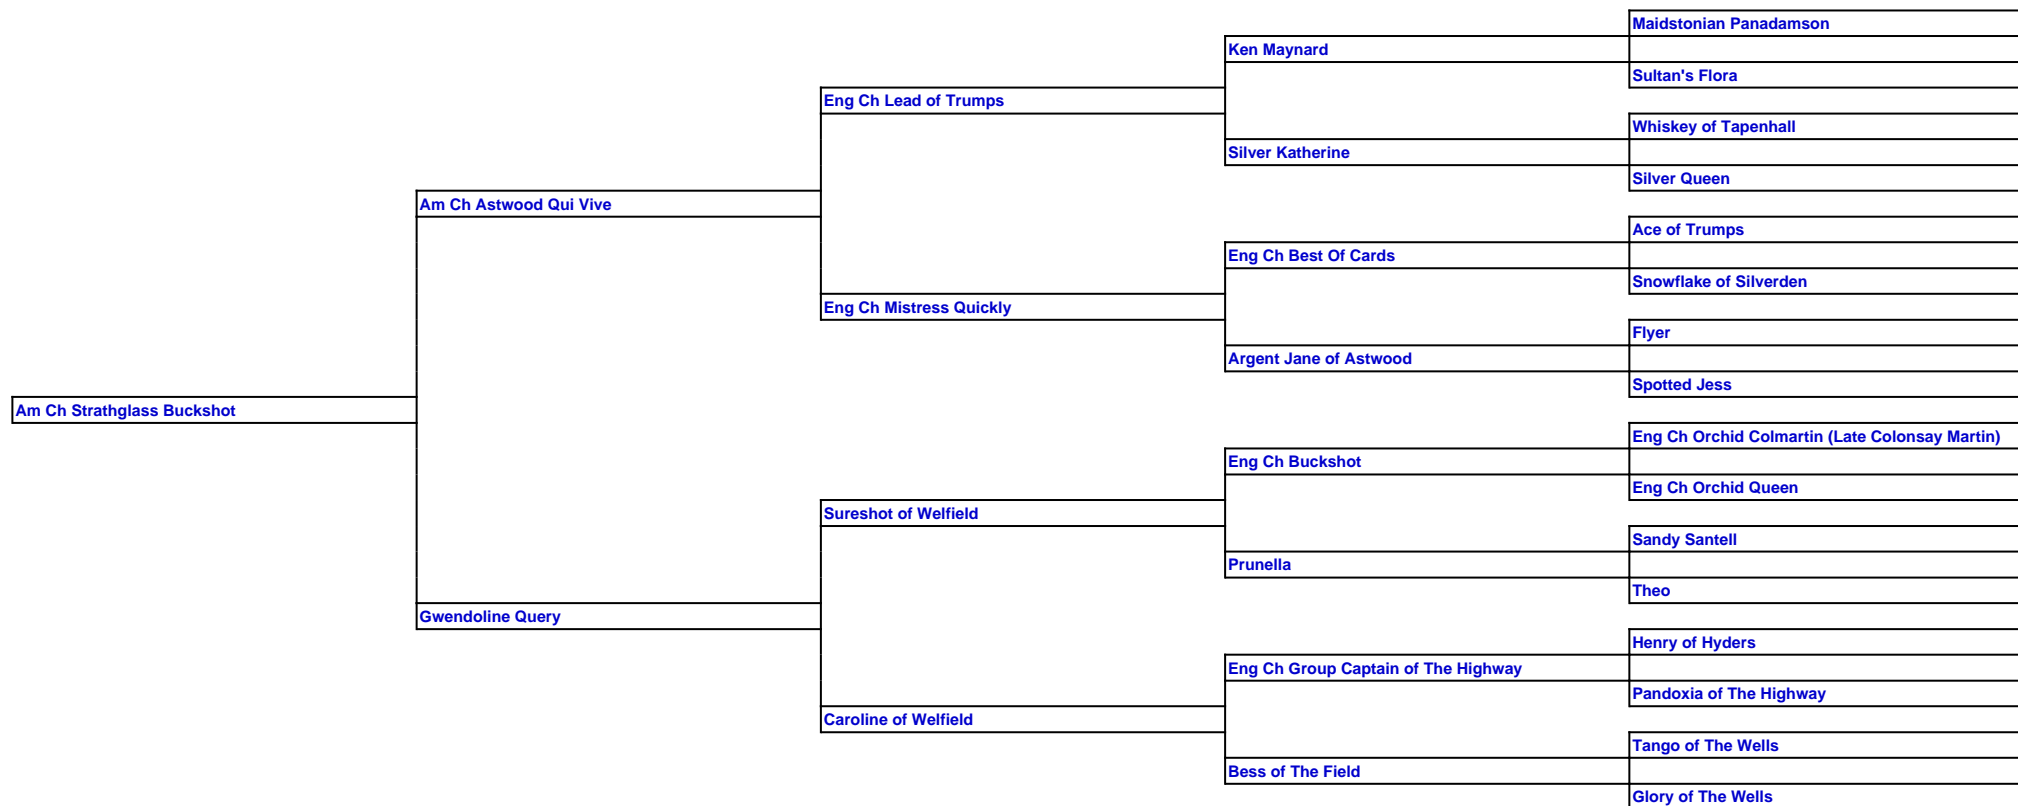 Maidstonian Panadamson
Ken Maynard
Sultan's Flora
Eng Ch Lead of Trumps
Whiskey of Tapenhall
Silver Katherine
Silver Queen
Am Ch Astwood Qui Vive
Ace of Trumps
Eng Ch Best Of Cards
Snowflake of Silverden
Eng Ch Mistress Quickly
Flyer
Argent Jane of Astwood
Spotted Jess
Am Ch Strathglass Buckshot
Eng Ch Orchid Colmartin (Late Colonsay Martin)
Eng Ch Buckshot
Eng Ch Orchid Queen
Sureshot of Welfield
Sandy Santell
Prunella
Theo
Gwendoline Query
Henry of Hyders
Eng Ch Group Captain of The Highway
Pandoxia of The Highway
Caroline of Welfield
Tango of The Wells
Bess of The Field
Glory of The Wells